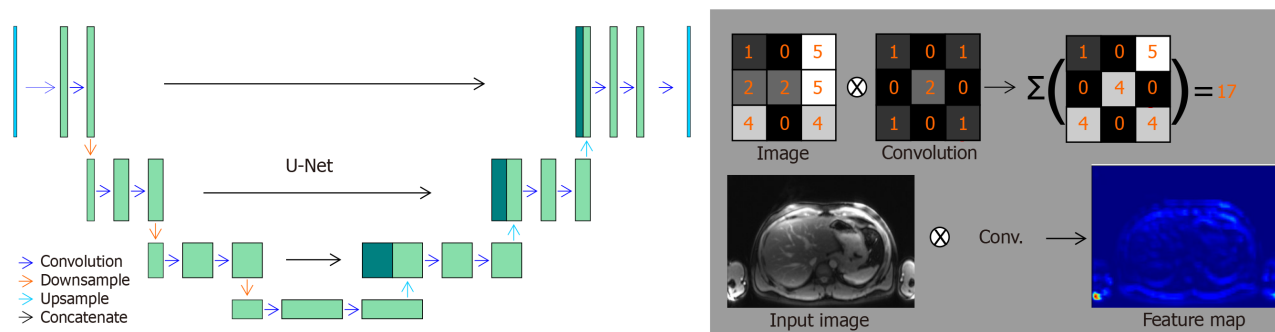 U-Net
Convolution
Downsample
Upsample
Concatenate
1 0 5 1 0 1 1 0 5
2 2 5 ⊗ 0 2 0 → Σ( 0 4 0 ) = 17
4 0 4 1 0 1 4 0 4
Image Convolution
⊗ Conv.
Input image Feature map